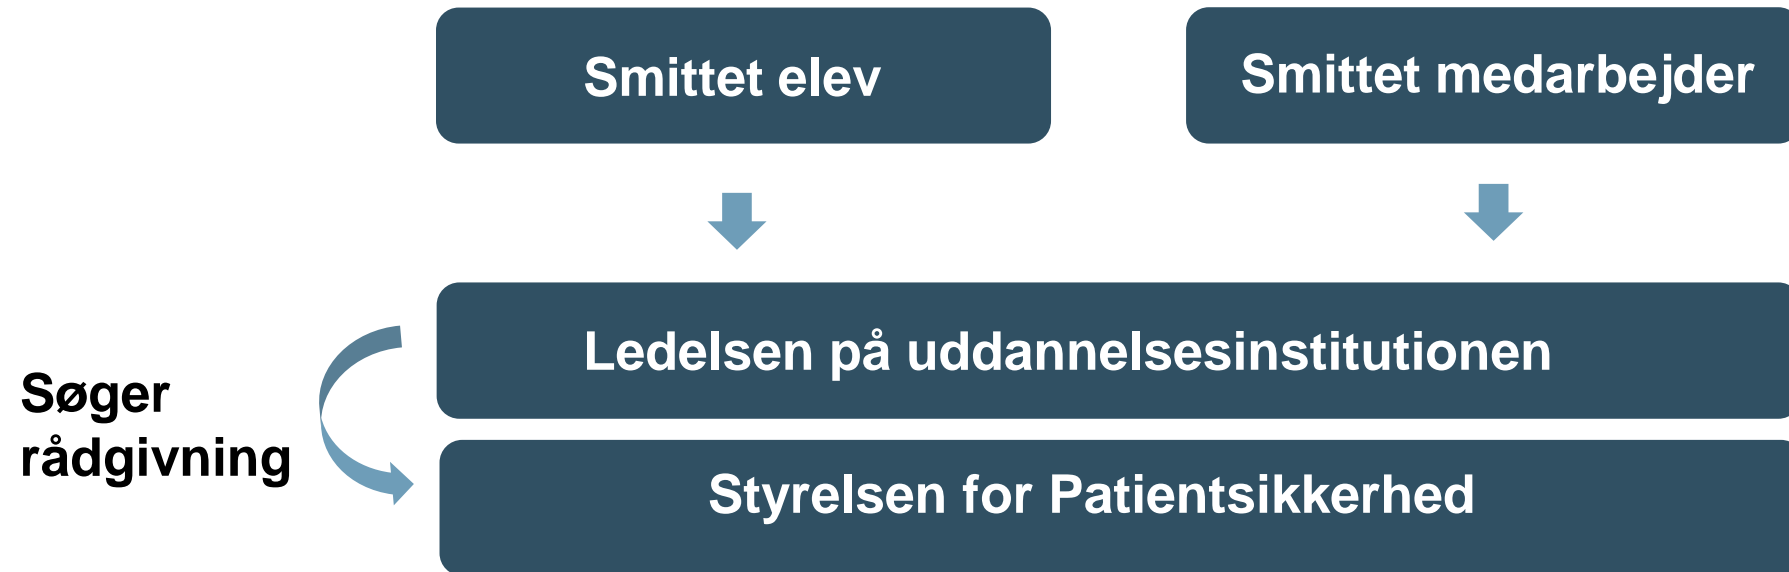 Smittet elev
Smittet medarbejder
Ledelsen på uddannelsesinstitutionen
Søger
rådgivning
Styrelsen for Patientsikkerhed